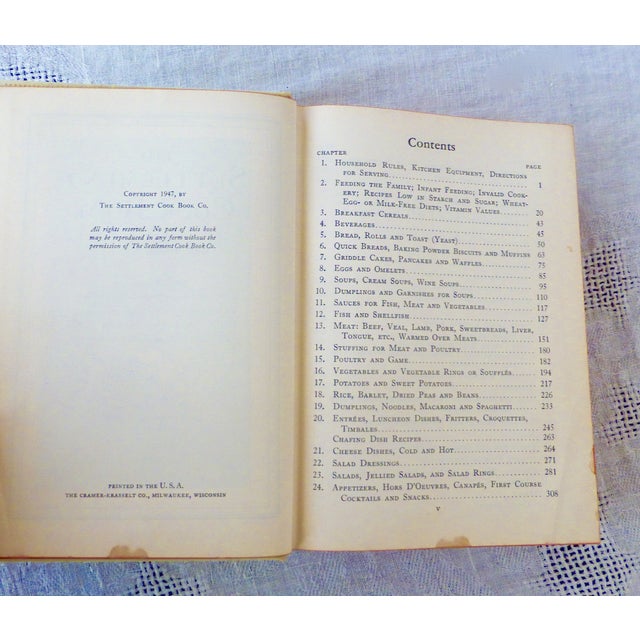 Copyright 1947, by
The Settlement Cook Book Co.
All rights reserved. No part of this book
may be reproduced in any form without the
permission of The Settlement Cook Book Co.
PRINTED IN THE U. S. A.
THE CRAMER-KRASSELT CO., MILWAUKEE, WISCONSIN
Contents
CHAPTER PAGE
1. Household Rules, Kitchen Equipment, Directions
for Serving 1
2. Feeding the Family; Infant Feeding; Invalid Cook-
ery; Recipes Low in Starch and Sugar; Wheat-
Egg- or Milk-Free Diets; Vitamin Values 20
3. Breakfast Cereals 43
4. Beverages 45
5. Bread, Rolls and Toast (Yeast) 50
6. Quick Breads, Baking Powder Biscuits and Muffins 63
7. Griddle Cakes, Pancakes and Waffles 75
8. Eggs and Omelets 85
9. Soups, Cream Soups, Wine Soups 95
10. Dumplings and Garnishes for Soups 110
11. Sauces for Fish, Meat and Vegetables 117
12. Fish and Shellfish 127
13. Meat: Beef, Veal, Lamb, Pork, Sweetbreads, Liver,
Tongue, etc., Warmed Over Meats 151
14. Stuffing for Meat and Poultry 180
15. Poultry and Game 182
16. Vegetables and Vegetable Rings or Soufflés 194
17. Potatoes and Sweet Potatoes 217
18. Rice, Barley, Dried Peas and Beans 226
19. Dumplings, Noodles, Macaroni and Spaghetti 233
20. Entrées, Luncheon Dishes, Fritters, Croquettes,
Timbales 245
Chafing Dish Recipes 263
21. Cheese Dishes, Cold and Hot 264
22. Salad Dressings 271
23. Salads, Jellied Salads, and Salad Rings 281
24. Appetizers, Hors D'Oeuvres, Canapés, First Course
Cocktails and Snacks 308
v